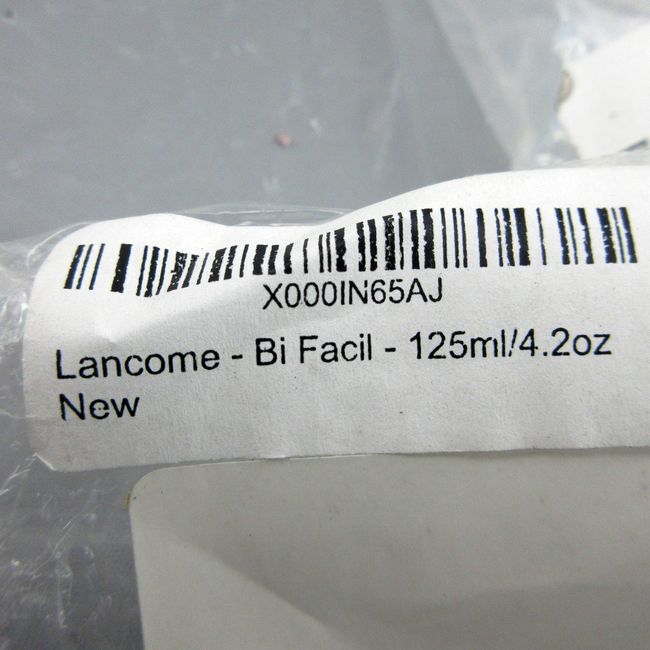 X000IN65AJ
Lancome - Bi Facil - 125ml/4.2oz
New